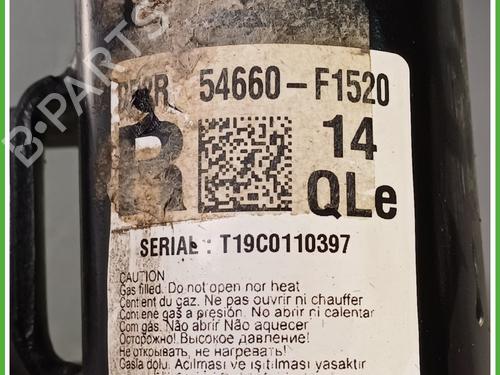 B-PARTS
54660-F1520
R 14
QLe
SERIAL : T19C0110397
CAUTION
Gas filled. Do not open nor heat
Contient du gaz. Ne pas ouvrir ni chauffer
Contiene gas a presión. No abrir ni calentar
Com gás. Não abrir Não aquecer
Осторожно! Высокое давление!
Не открывать, не нагревать!
Gasla dolu. Açılması ve ısıtılması yasaktır